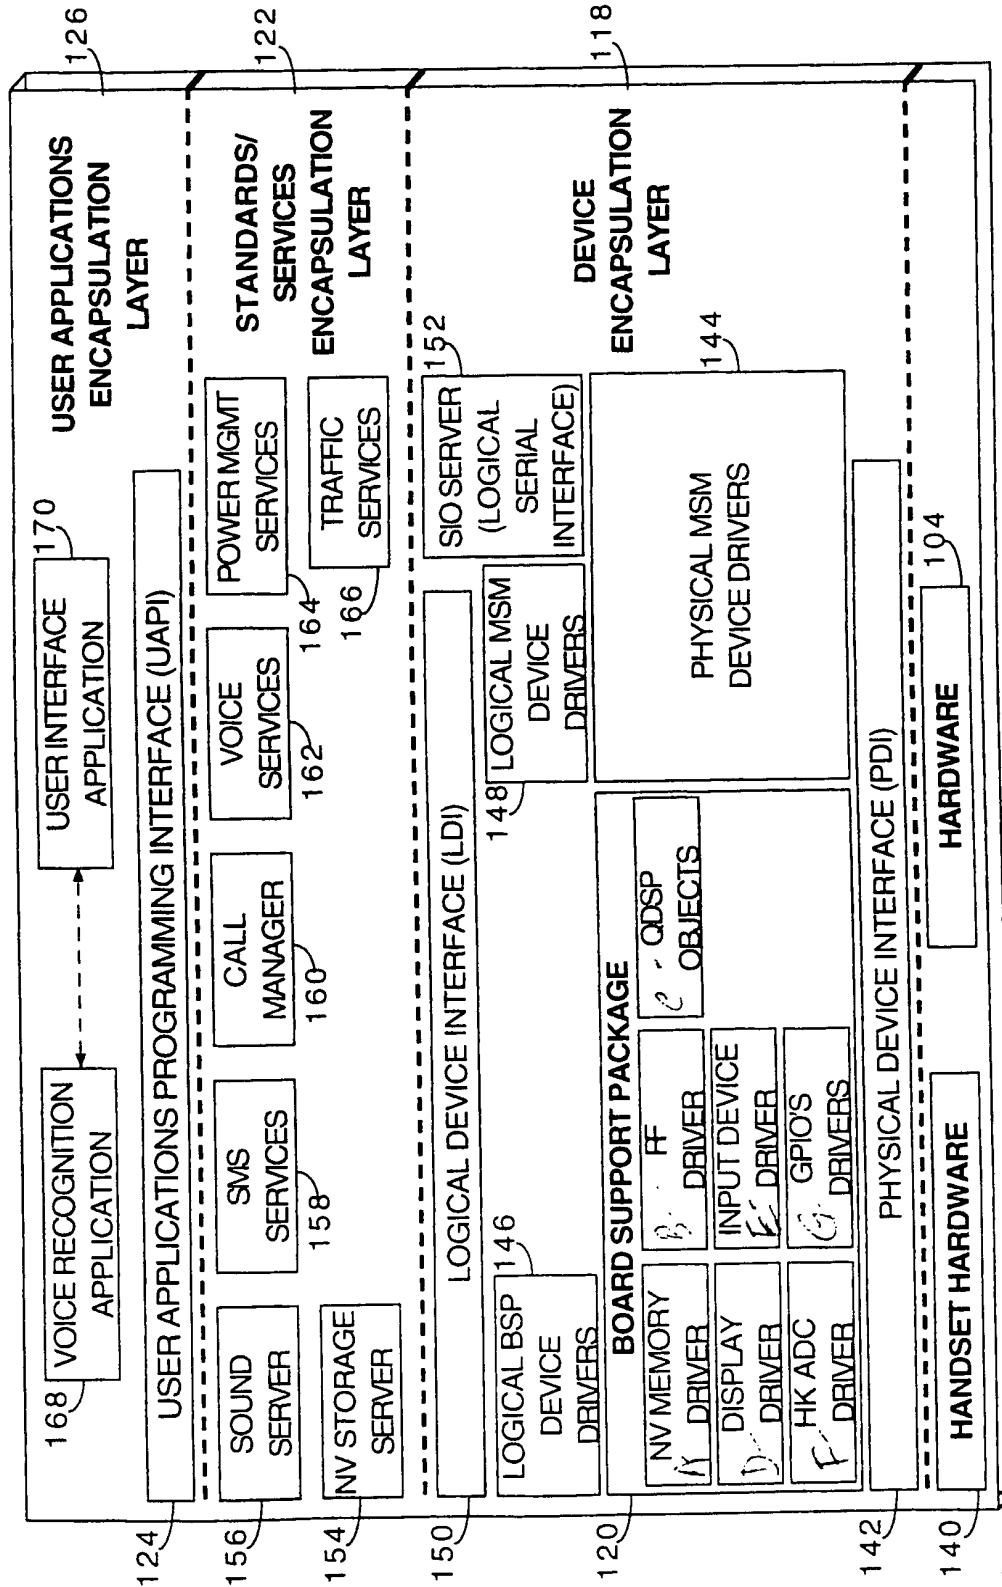 168
VOICE RECOGNITION
APPLICATION
USER INTERFACE
APPLICATION
170
USER APPLICATIONS
ENCAPSULATION
LAYER
126
124
USER APPLICATIONS PROGRAMMING INTERFACE (UAPI)
156
SOUND
SERVER
SMS
SERVICES
158
CALL
MANAGER
160
VOICE
SERVICES
162
POWER MGMT
SERVICES
164
STANDARDS/
SERVICES
ENCAPSULATION
LAYER
122
154
NV STORAGE
SERVER
TRAFFIC
SERVICES
166
150
LOGICAL DEVICE INTERFACE (LDI)
SIO SERVER
(LOGICAL
SERIAL
INTERFACE)
152
DEVICE
ENCAPSULATION
LAYER
118
LOGICAL BSP
DEVICE
DRIVERS
146
148
LOGICAL MSM
DEVICE
DRIVERS
120
BOARD SUPPORT PACKAGE
NV MEMORY
A DRIVER
B. RF
DRIVER
C - QDSP
OBJECTS
DISPLAY
D-- DRIVER
INPUT DEVICE
E. DRIVER
HK ADC
F- DRIVER
GPIO'S
G. DRIVERS
PHYSICAL MSM
DEVICE DRIVERS
144
142
PHYSICAL DEVICE INTERFACE (PDI)
140
HANDSET HARDWARE
HARDWARE
104